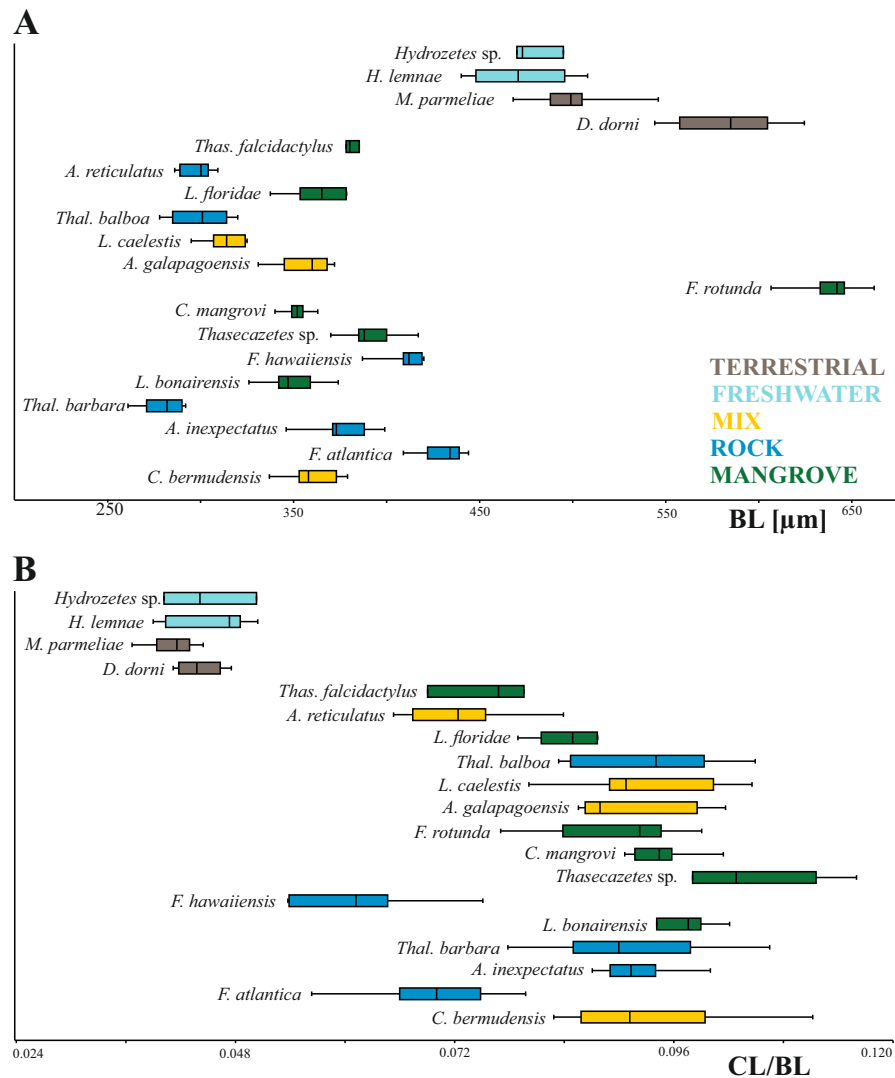 A
Hydrozetes sp.
H. lemnae
M. parmeliae
D. dorni
Thas. falcidactylus
A. reticulatus
L. floridae
Thal. balboa
L. caelestis
A. galapagoensis
F. rotunda
C. mangrovi
Thasecazetes sp.
F. hawaiiensis
L. bonairensis
Thal. barbara
A. inexpectatus
F. atlantica
C. bermudensis
TERRESTRIAL
FRESHWATER
MIX
ROCK
MANGROVE
250 350 450 550 650
BL [µm]
B
Hydrozetes sp.
H. lemnae
M. parmeliae
D. dorni
Thas. falcidactylus
A. reticulatus
L. floridae
Thal. balboa
L. caelestis
A. galapagoensis
F. rotunda
C. mangrovi
Thasecazetes sp.
F. hawaiiensis
L. bonairensis
Thal. barbara
A. inexpectatus
F. atlantica
C. bermudensis
0.024 0.048 0.072 0.096 0.120
CL/BL